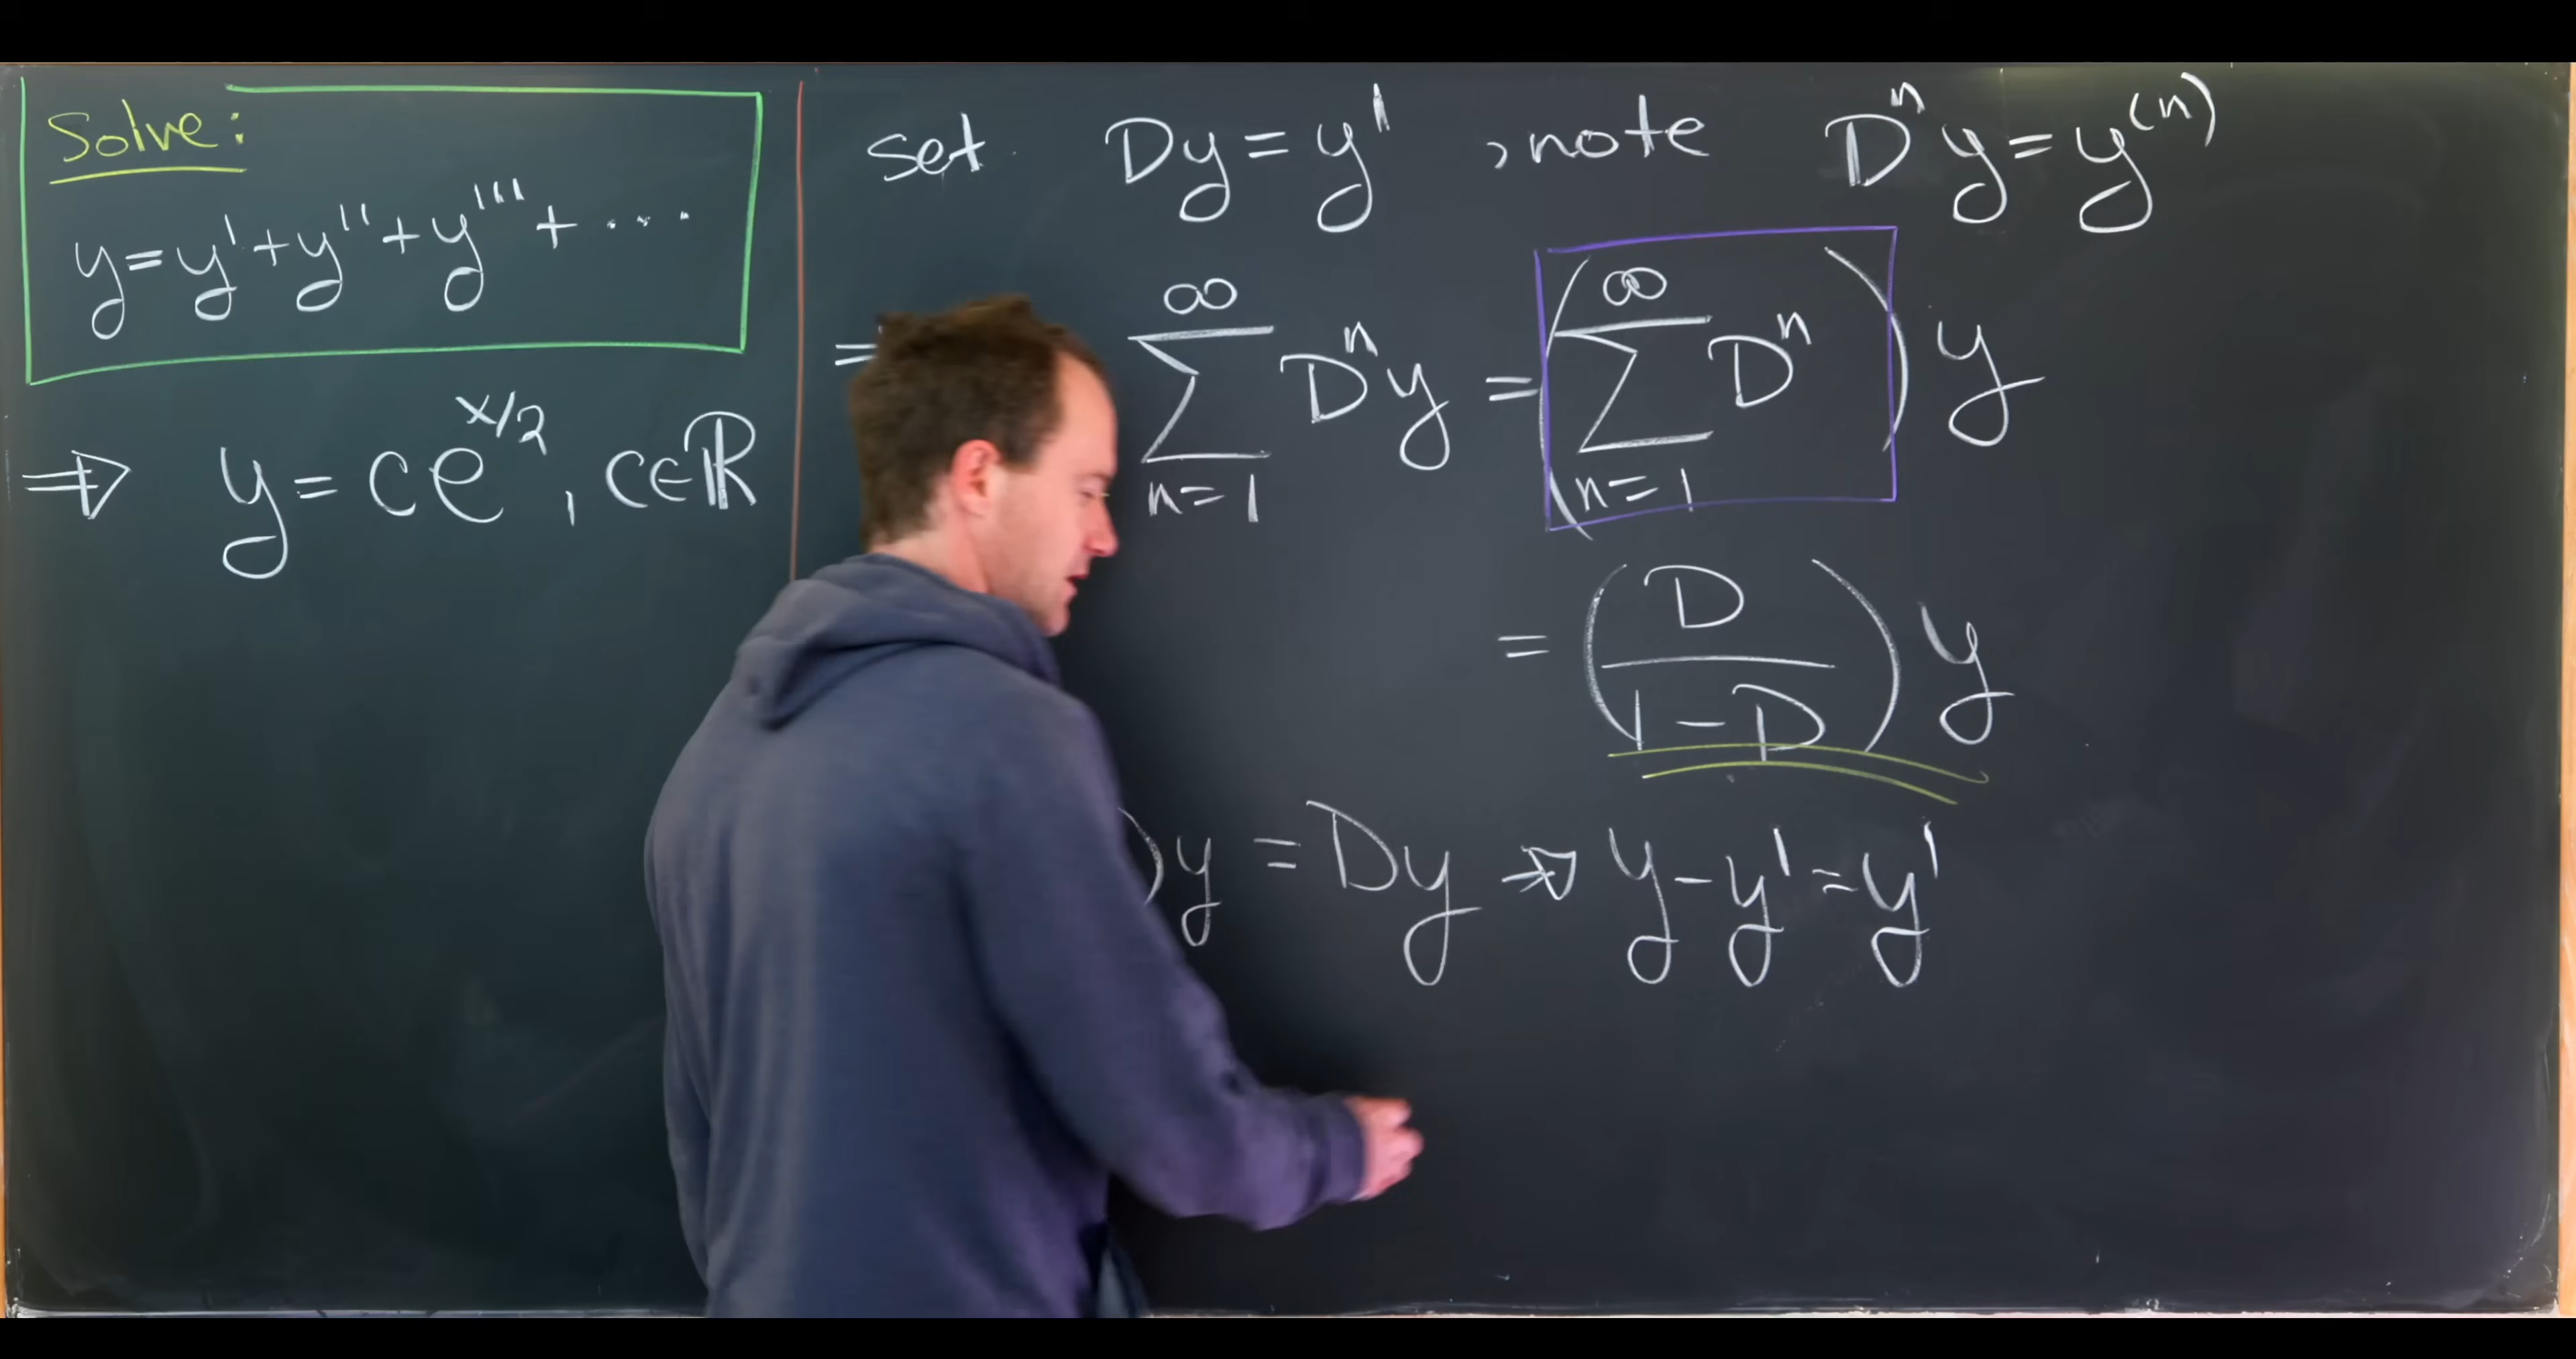 Solve:
y=y'+y''+y'''+....
⇒ y=ce^{x/2}, c∈ℝ
set Dy=y' , note D^n y=y^{(n)}
= ∑_{n=1}^{∞} D^n y = (∑_{n=1}^{∞} D^n) y
= (D/(1-D)) y
)y = Dy ⇒ y-y'=y'